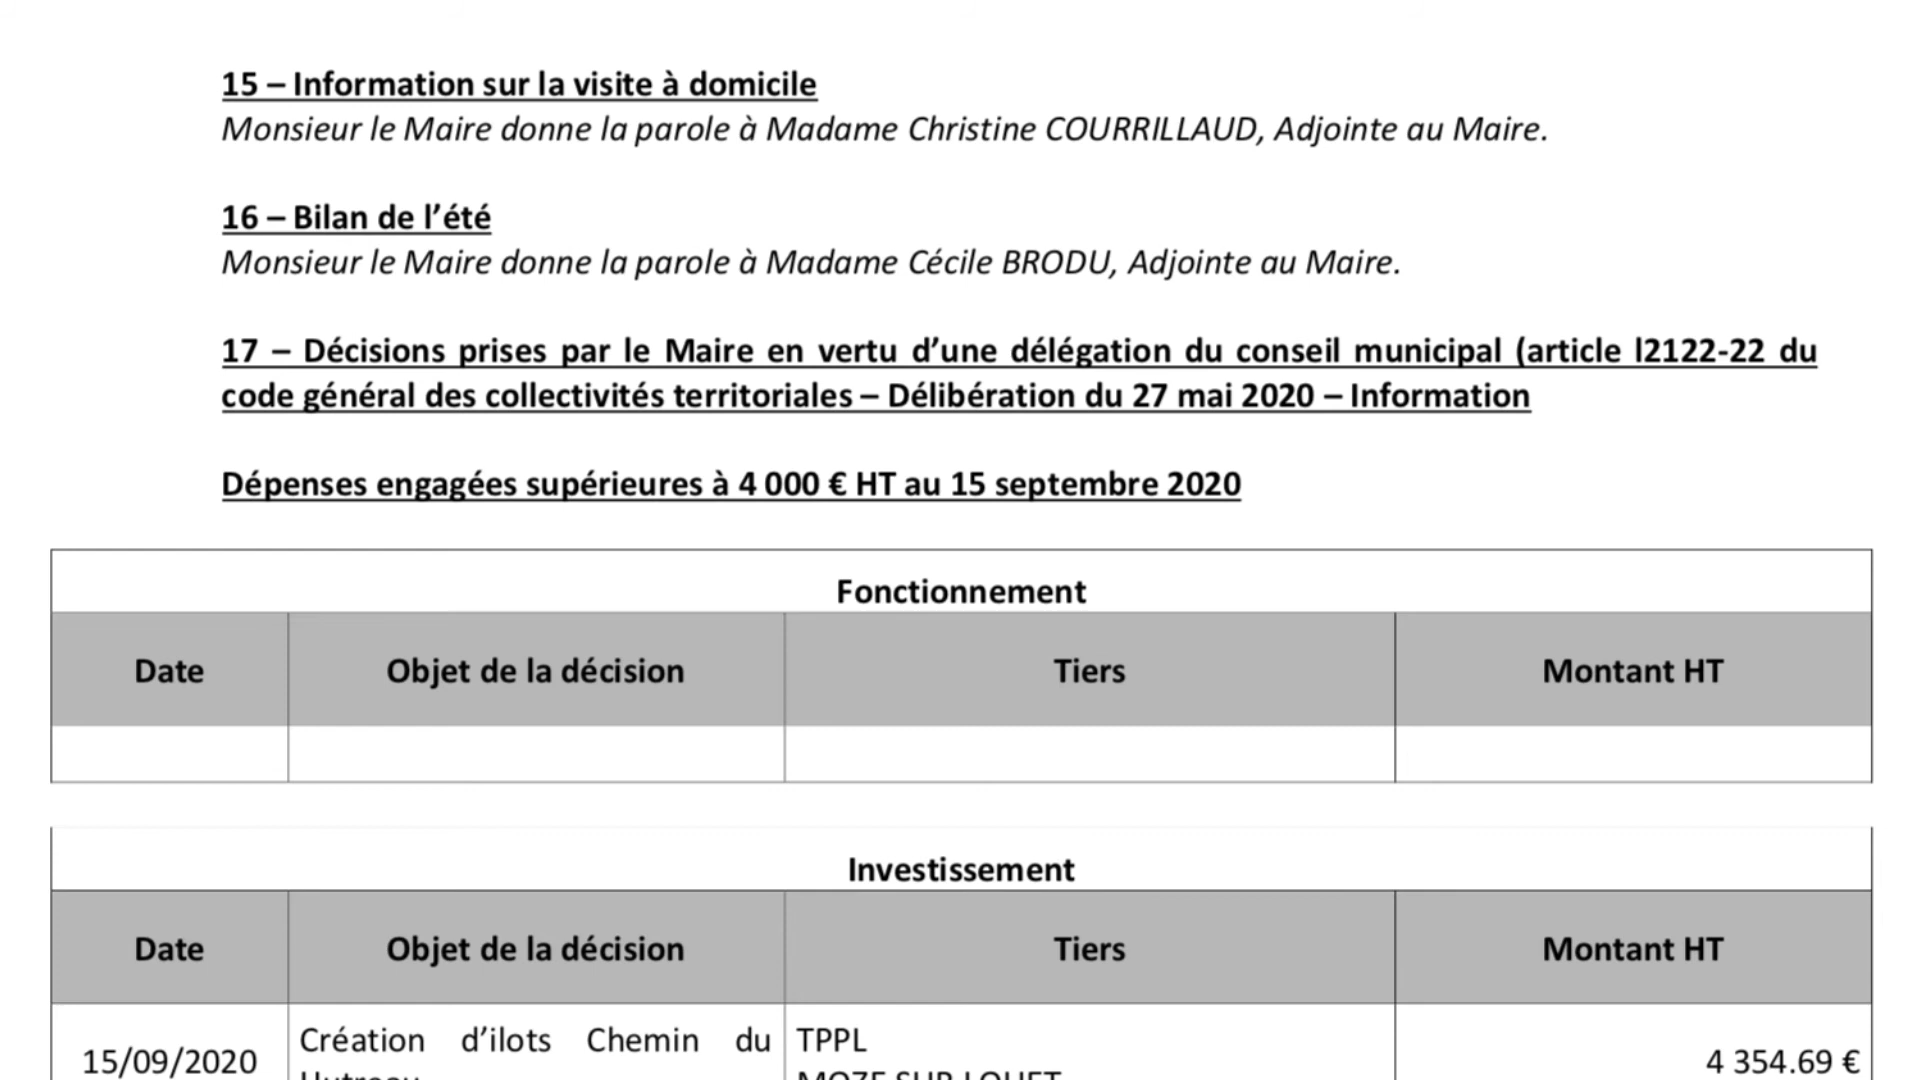 15 – Information sur la visite à domicile
Monsieur le Maire donne la parole à Madame Christine COURRILLAUD, Adjointe au Maire.
16 – Bilan de l’été
Monsieur le Maire donne la parole à Madame Cécile BRODU, Adjointe au Maire.
17 – Décisions prises par le Maire en vertu d’une délégation du conseil municipal (article l2122-22 du
code général des collectivités territoriales – Délibération du 27 mai 2020 – Information
Dépenses engagées supérieures à 4 000 € HT au 15 septembre 2020
Fonctionnement
Date Objet de la décision Tiers Montant HT
Investissement
Date Objet de la décision Tiers Montant HT
Création d’ilots Chemin du TPPL
15/09/2020 4 354.69 €
Hutreau MOZE SUR LOUET